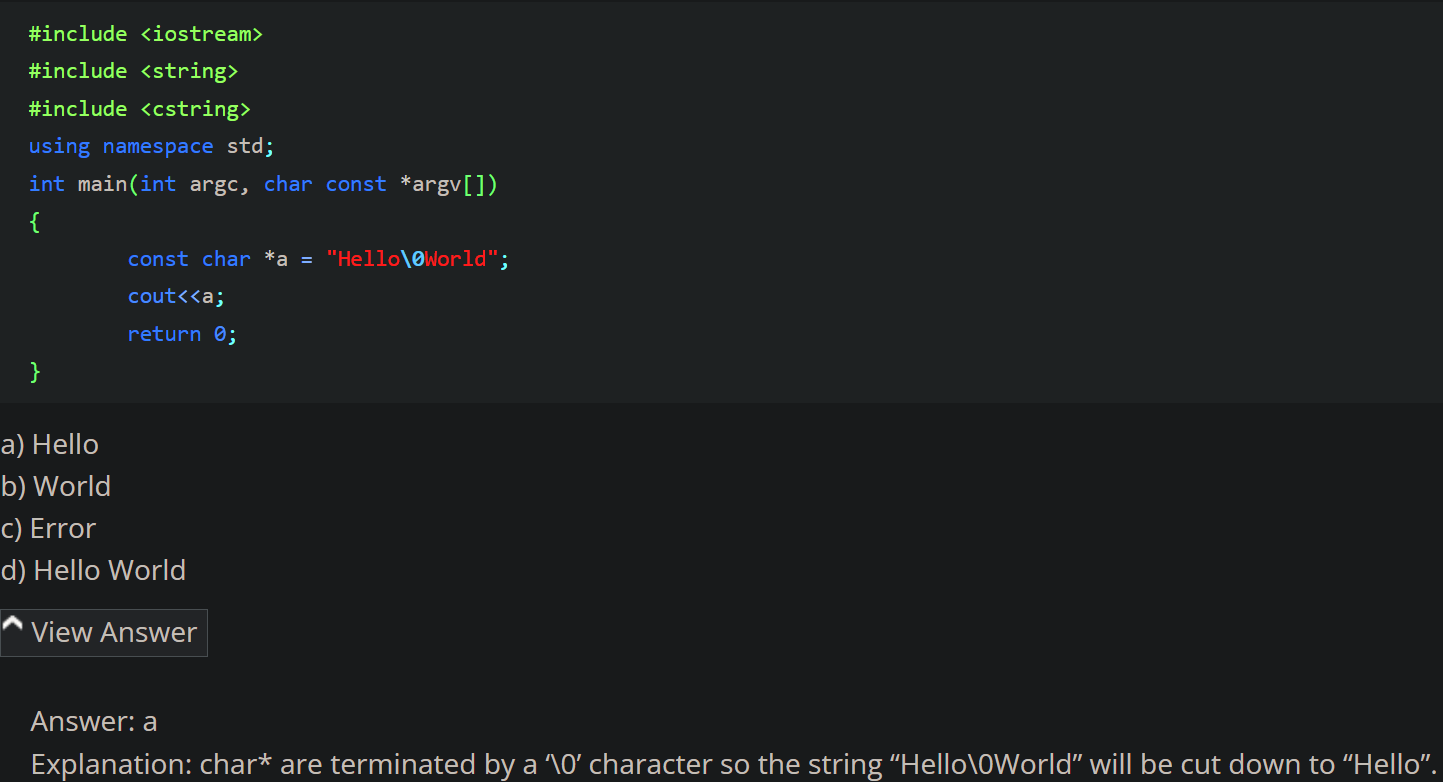 #include <iostream>
#include <string>
#include <cstring>
using namespace std;
int main(int argc, char const *argv[])
{
        const char *a = "Hello\0World";
        cout<<a;
        return 0;
}
a) Hello
b) World
c) Error
d) Hello World
View Answer
Answer: a
Explanation: char* are terminated by a ‘\0’ character so the string “Hello\0World” will be cut down to “Hello”.